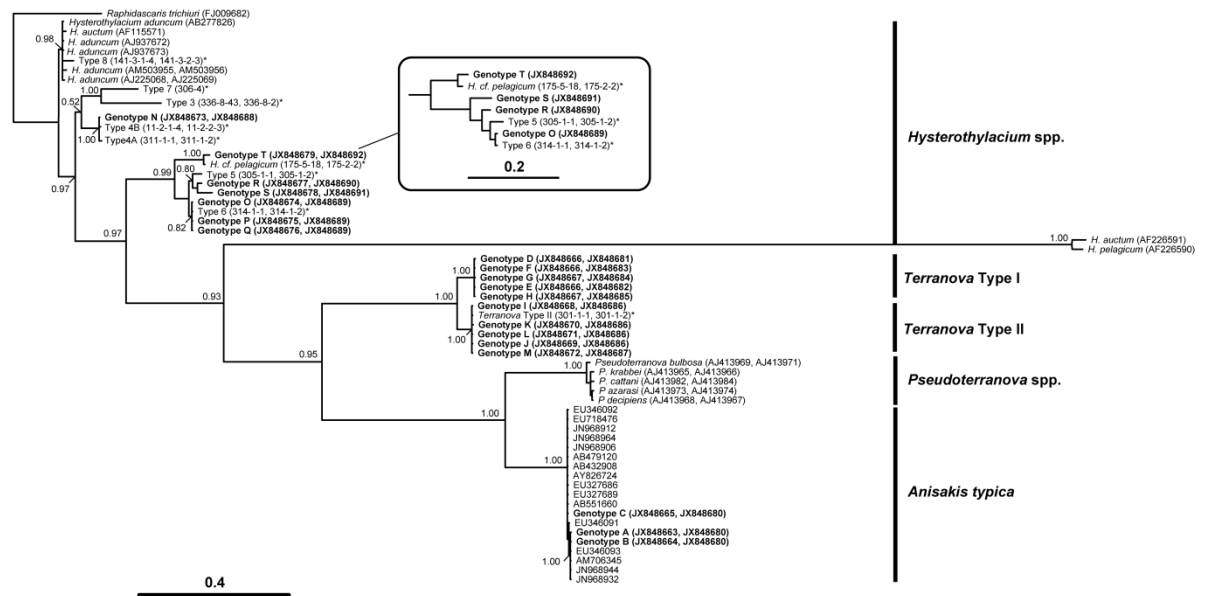 Raphidascaris trichiuri (FJ009682)
Hysterothylacium aduncum (AB277826)
H. auctum (AF115571)
H. aduncum (AJ937672)
0.98
H. aduncum (AJ937673)
Type 8 (141-3-1-4, 141-3-2-3)*
H. aduncum (AM503955, AM503956)
H. aduncum (AJ225068, AJ225069)
1.00
Type 7 (306-4)*
0.52
Type 3 (336-8-43, 336-8-2)*
Genotype N (JX848673, JX848688)
Type 4B (11-2-1-4, 11-2-2-3)*
1.00
Type4A (311-1-1, 311-1-2)*
1.00
Genotype T (JX848679, JX848692)
H. cf. pelagicum (175-5-18, 175-2-2)*
0.99
0.80
Type 5 (305-1-1, 305-1-2)*
0.97
Genotype R (JX848677, JX848690)
Genotype S (JX848678, JX848691)
Genotype O (JX848674, JX848689)
Type 6 (314-1-1, 314-1-2)*
0.82
Genotype P (JX848675, JX848689)
Genotype Q (JX848676, JX848689)
0.97
Genotype T (JX848692)
H. cf. pelagicum (175-5-18, 175-2-2)*
Genotype S (JX848691)
Genotype R (JX848690)
Type 5 (305-1-1, 305-1-2)*
Genotype O (JX848689)
Type 6 (314-1-1, 314-1-2)*
0.2
Hysterothylacium spp.
1.00
H. auctum (AF226591)
H. pelagicum (AF226590)
0.93
Genotype D (JX848666, JX848681)
Genotype F (JX848666, JX848683)
1.00
Genotype G (JX848667, JX848684)
Genotype E (JX848666, JX848682)
Genotype H (JX848667, JX848685)
Terranova Type I
1.00
Genotype I (JX848668, JX848686)
Terranova Type II (301-1-1, 301-1-2)*
Genotype K (JX848670, JX848686)
1.00
Genotype L (JX848671, JX848686)
Genotype J (JX848669, JX848686)
Genotype M (JX848672, JX848687)
Terranova Type II
0.95
Pseudoterranova bulbosa (AJ413969, AJ413971)
1.00
P. krabbei (AJ413965, AJ413966)
P. cattani (AJ413982, AJ413984)
P azarasi (AJ413973, AJ413974)
P decipiens (AJ413968, AJ413967)
Pseudoterranova spp.
1.00
EU346092
EU718476
JN968912
JN968964
JN968906
AB479120
1.00
AB432908
AY826724
EU327686
EU327689
AB551660
Genotype C (JX848665, JX848680)
EU346091
Genotype A (JX848663, JX848680)
Genotype B (JX848664, JX848680)
EU346093
1.00
AM706345
JN968944
JN968932
Anisakis typica
0.4